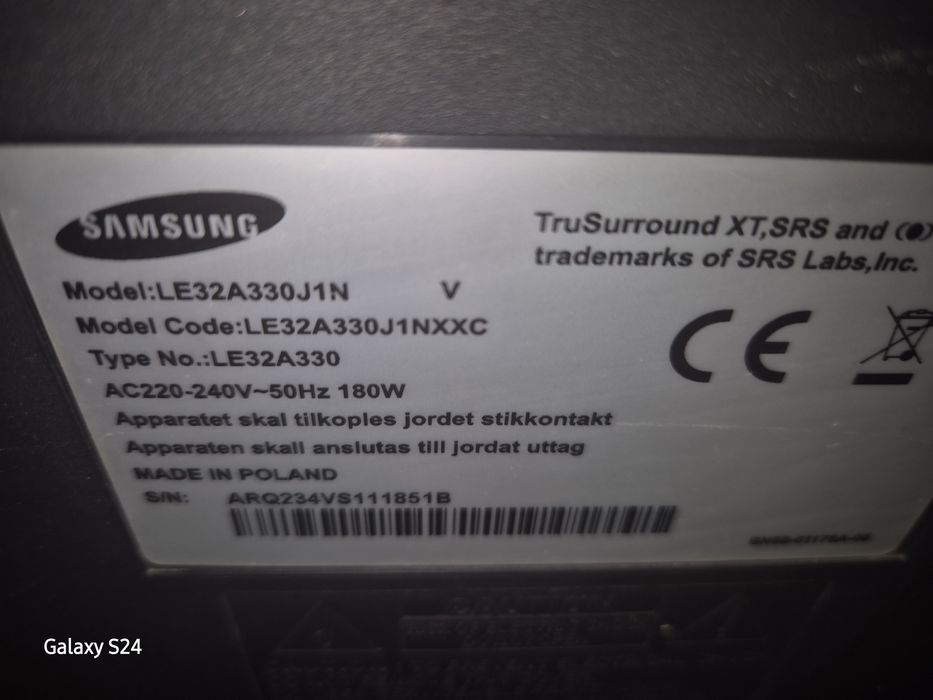 SAMSUNG
TruSurround XT,SRS and (●)
trademarks of SRS Labs,Inc.
Model:LE32A330J1N V
Model Code:LE32A330J1NXXC
Type No.:LE32A330
AC220-240V~50Hz 180W
CE
Apparatet skal tilkoples jordet stikkontakt
Apparaten skall anslutas till jordat uttag
MADE IN POLAND
S/N: ARQ234VS111851B
Galaxy S24